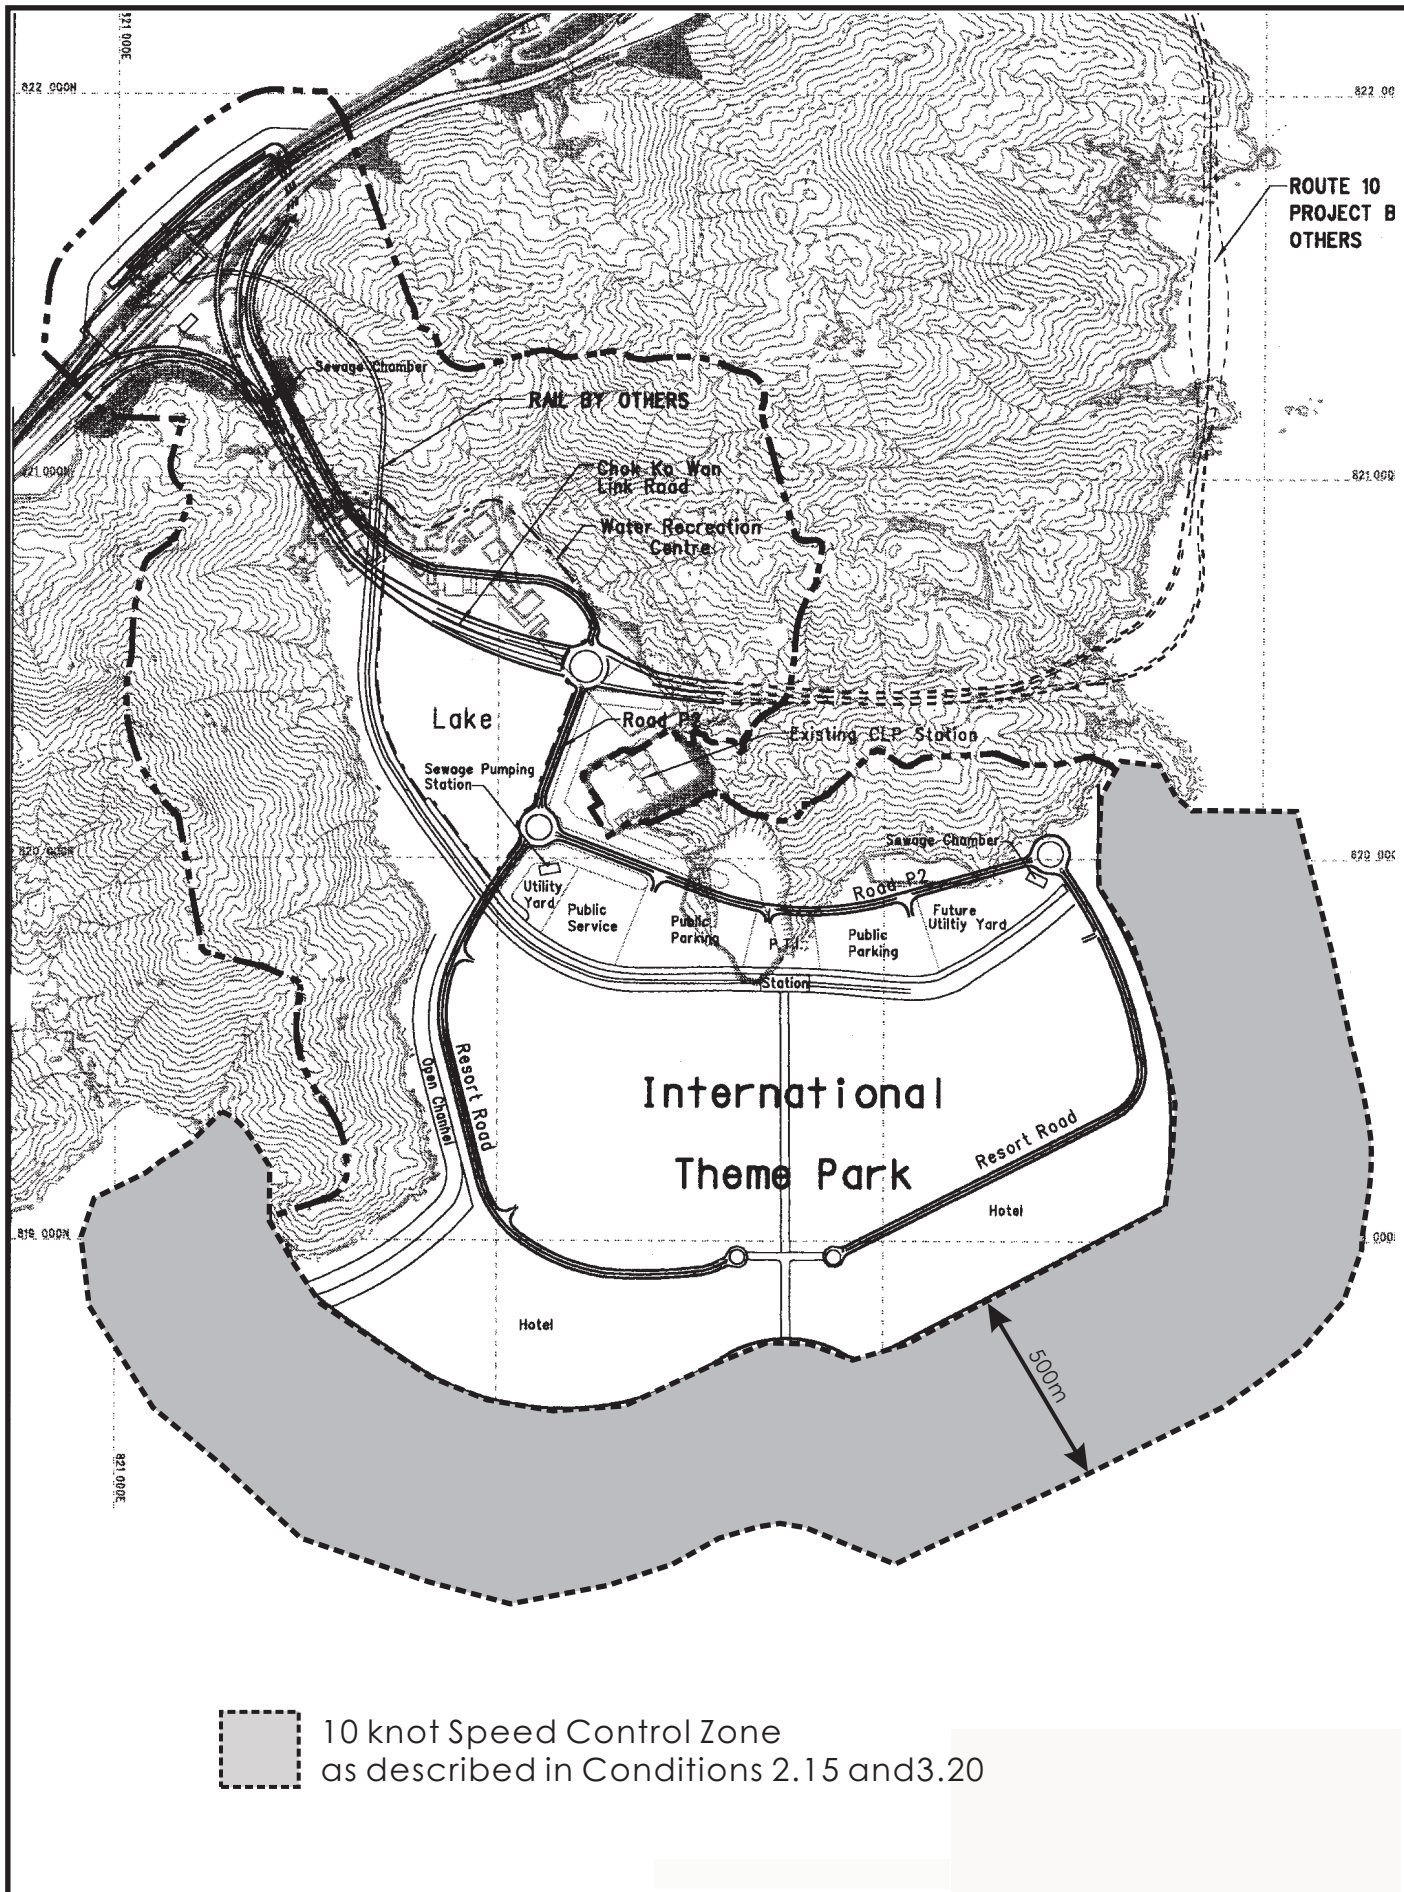 821 000E
822 000N
822 00
ROUTE 10
PROJECT B
OTHERS
Sewage Chamber
RAIL BY OTHERS
821 000N
Chok Ko Wan
Link Road
821 000
Water Recreation
Centre
Lake
Road P2
Existing CLP Station
Sewage Pumping
Station
820 000N
Sewage Chamber
820 000
Utility
Yard
Public
Service
Public
Parking
P.T.I.
Public
Parking
Road P2
Future
Utiltiy Yard
Station
Open Channel
Resort Road
International
Theme Park
Resort Road
Hotel
819 000N
000
Hotel
500m
821 000E
10 knot Speed Control Zone
as described in Conditions 2.15 and3.20